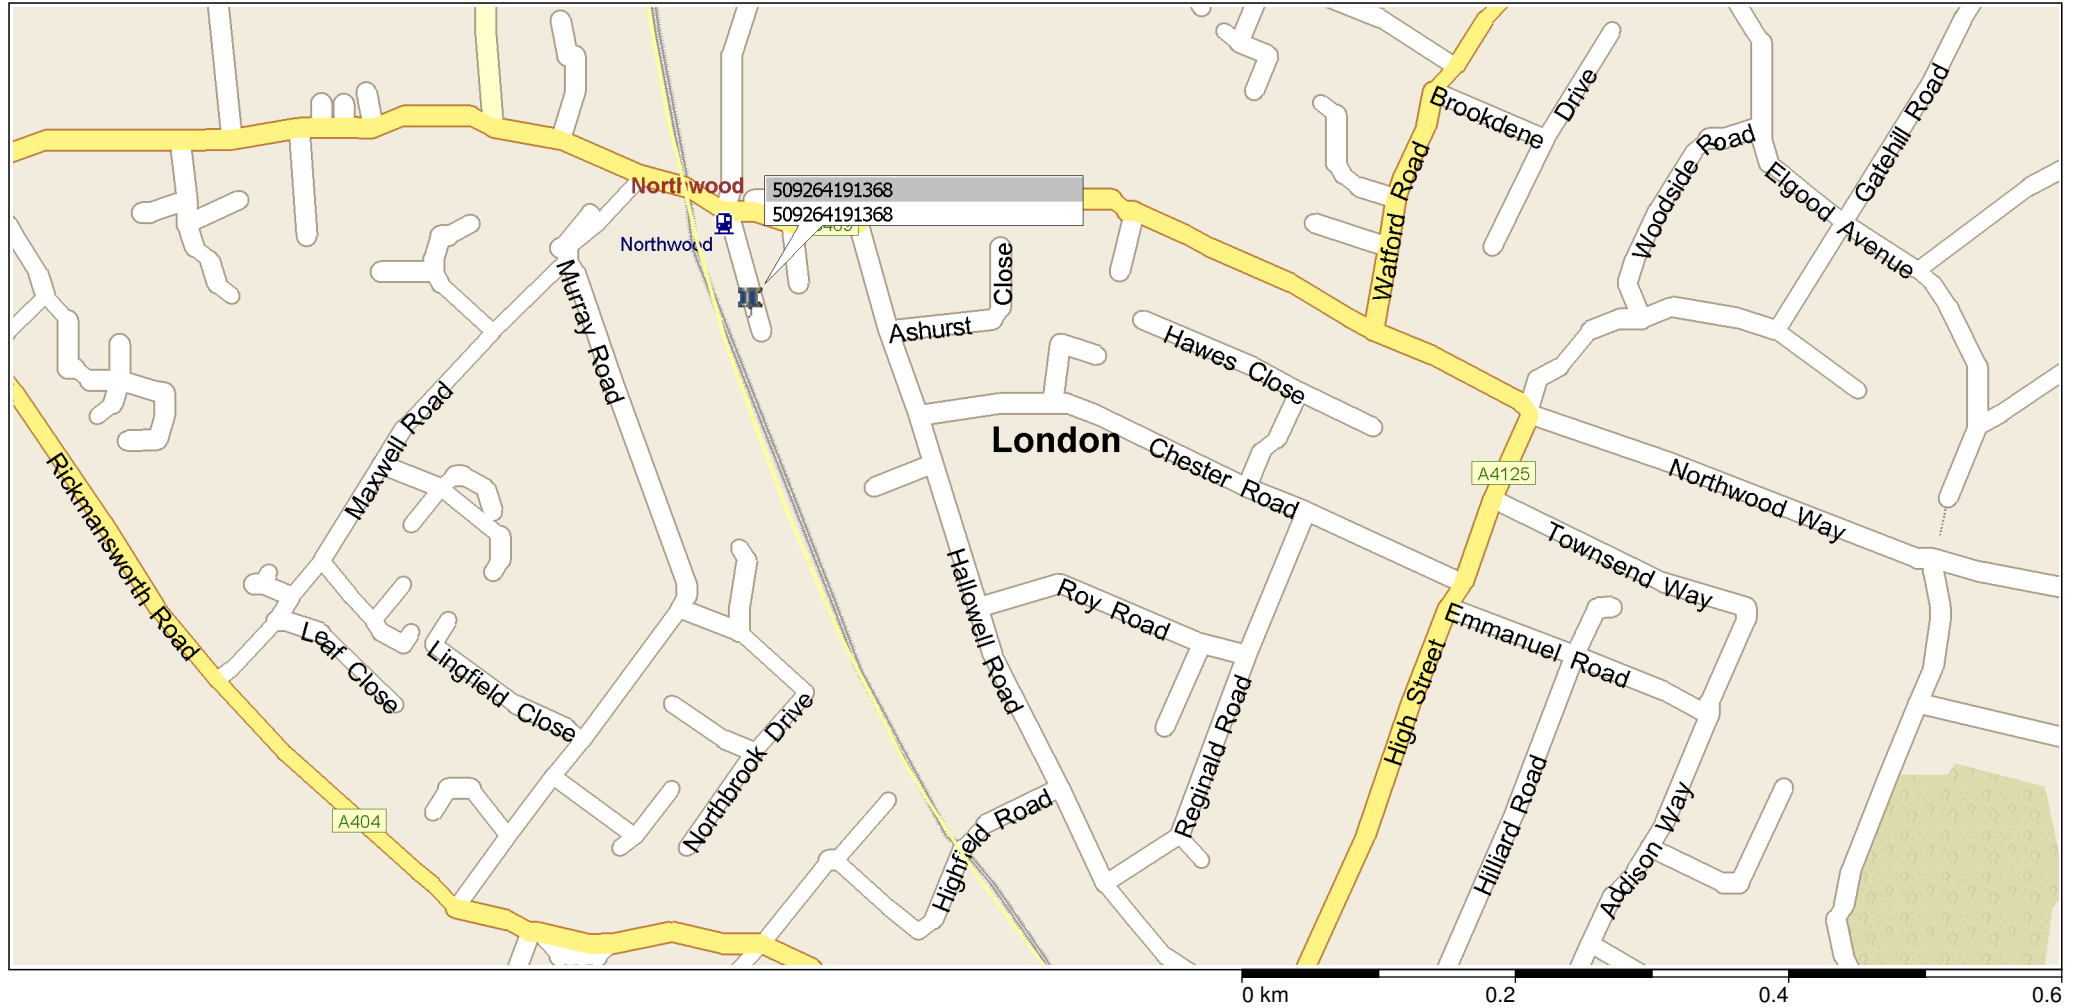 Brookdene
Drive
Gatehill Road
Woodside Road
Elgood
Avenue
Watford Road
Northwood
509264191368
509264191368
Northwood
Close
Ashurst
Murray Road
Hawes Close
Maxwell Road
London
Chester Road
A4125
Northwood Way
Rickmansworth Road
Townsend Way
Hallowell Road
Roy Road
Emmanuel Road
Leaf Close
Lingfield Close
High Street
Reginald Road
Northbrook Drive
Hilliard Road
Addison Way
A404
Highfield Road
0 km
0.2
0.4
0.6